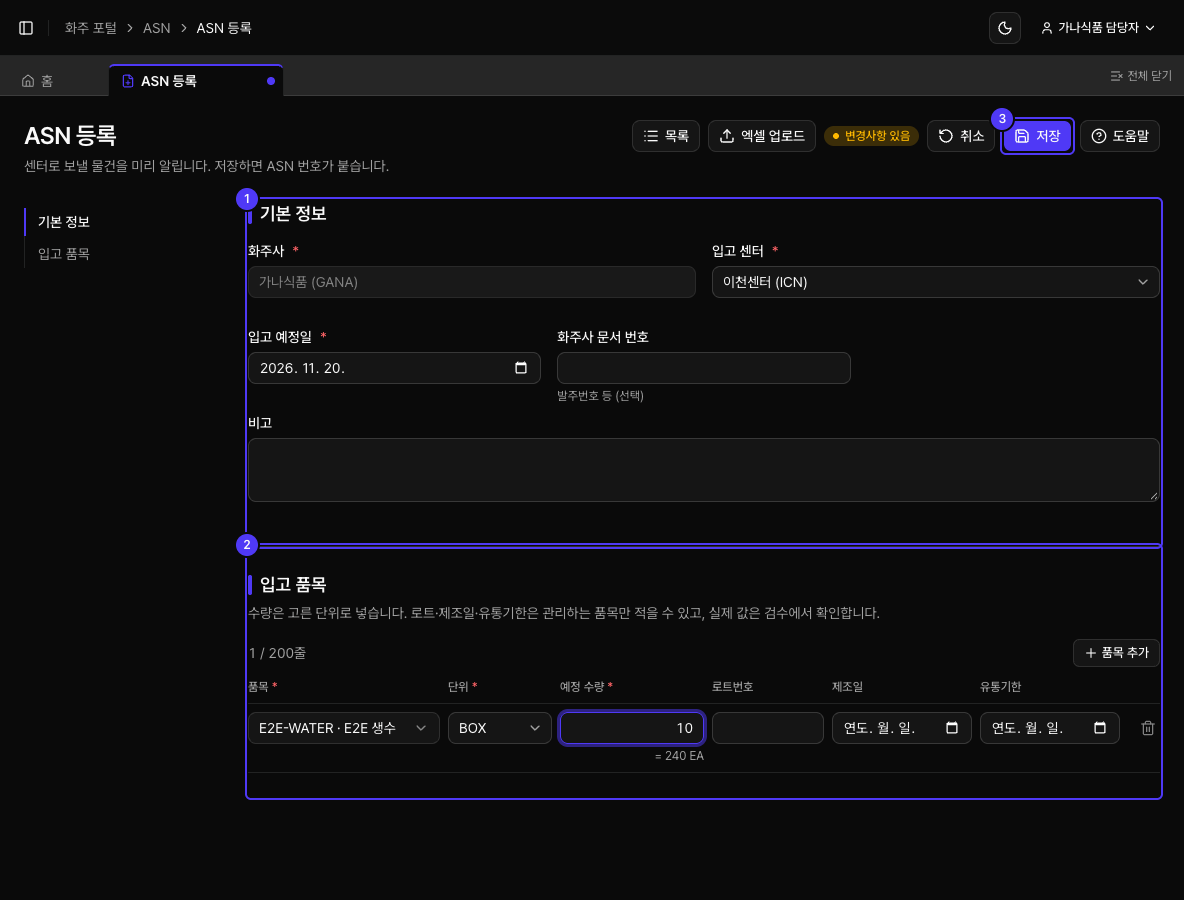 화주 포털 > ASN > ASN 등록
가나식품 담당자
홈
ASN 등록
전체 닫기
ASN 등록
목록
엑셀 업로드
변경사항 있음
취소
3
저장
도움말
센터로 보낼 물건을 미리 알립니다. 저장하면 ASN 번호가 붙습니다.
기본 정보
입고 품목
1
기본 정보
화주사 *
입고 센터 *
가나식품 (GANA)
이천센터 (ICN)
입고 예정일 *
화주사 문서 번호
2026. 11. 20.
발주번호 등 (선택)
비고
2
입고 품목
수량은 고른 단위로 넣습니다. 로트·제조일·유통기한은 관리하는 품목만 적을 수 있고, 실제 값은 검수에서 확인합니다.
1 / 200줄
+ 품목 추가
품목 * 단위 * 예정 수량 * 로트번호 제조일 유통기한
E2E-WATER · E2E 생수 BOX 10 연도. 월. 일. 연도. 월. 일.
= 240 EA